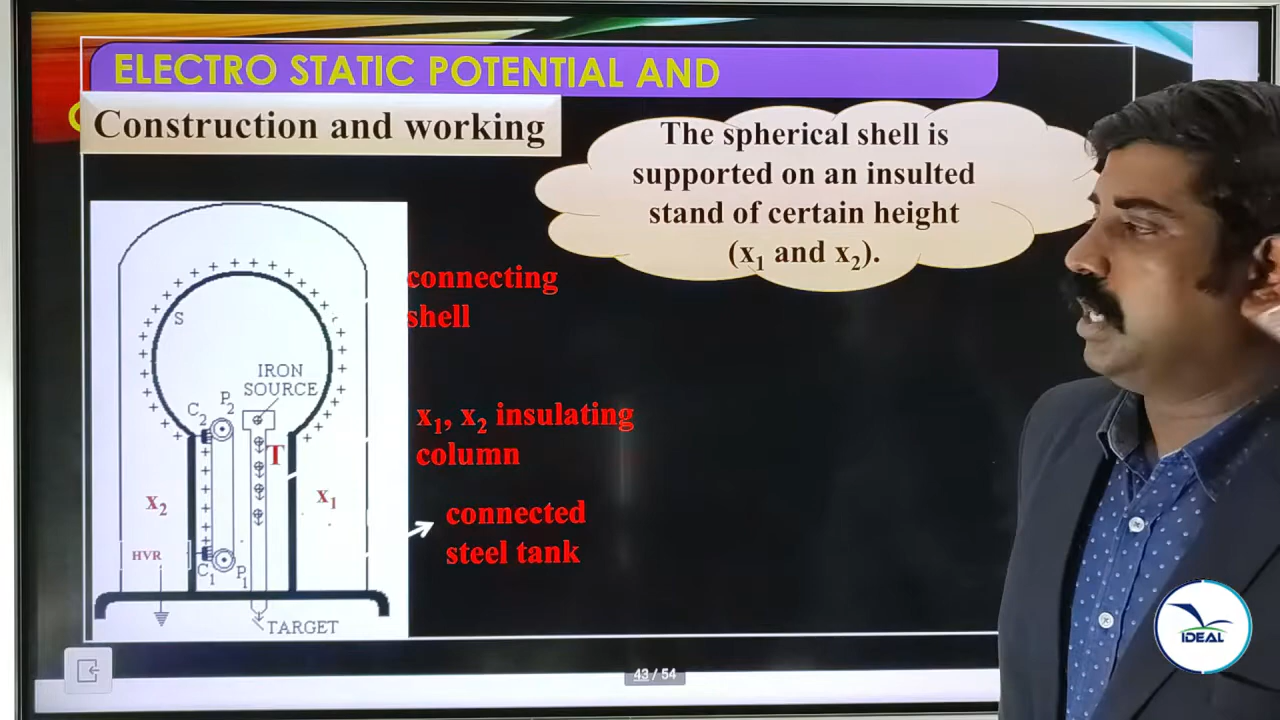 ELECTRO STATIC POTENTIAL AND
Construction and working
The spherical shell is
supported on an insulted
stand of certain height
(x₁ and x₂).
connecting
shell
S
IRON
SOURCE
C₂
P₂
x₁, x₂ insulating
column
T
x₂
x₁
connected
steel tank
HVR
C₁
P₁
TARGET
IDEAL
43 / 54